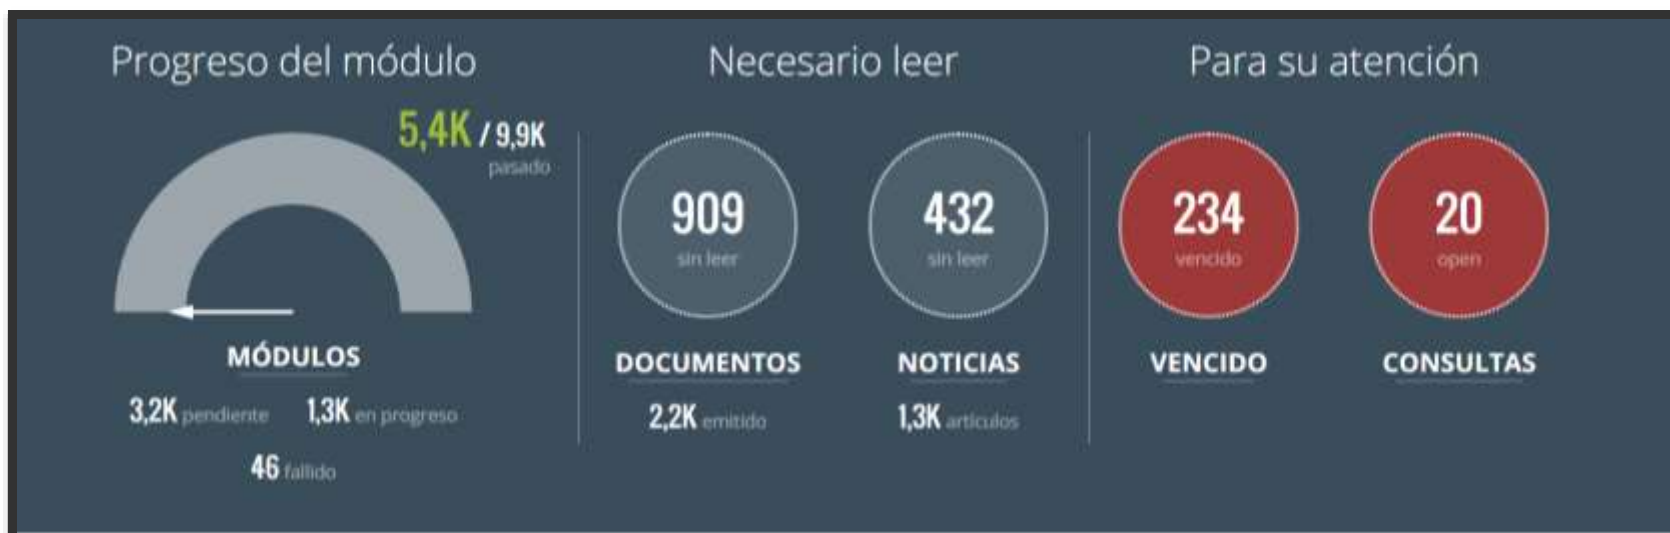 Progreso del módulo
5,4K / 9,9K
pasado
MÓDULOS
3,2K pendiente 1,3K en progreso
46 fallido
Necesario leer
909
sin leer
DOCUMENTOS
2,2K emitido
432
sin leer
NOTICIAS
1,3K artículos
Para su atención
234
vencido
VENCIDO
20
open
CONSULTAS